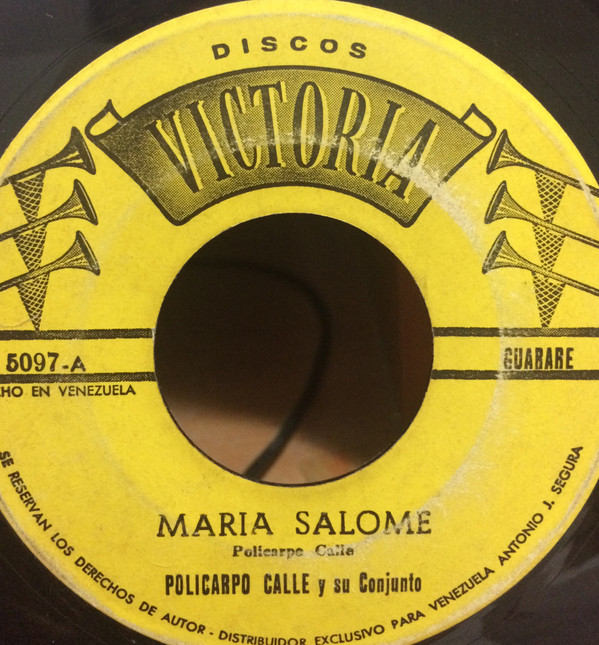 DISCOS
VICTORIA
5097-A
GUARARE
CHO EN VENEZUELA
MARIA SALOME
Policarpo Calle
POLICARPO CALLE y su Conjunto
SE RESERVAN LOS DERECHOS DE AUTOR - DISTRIBUIDOR EXCLUSIVO PARA VENEZUELA ANTONIO J. SEGURA